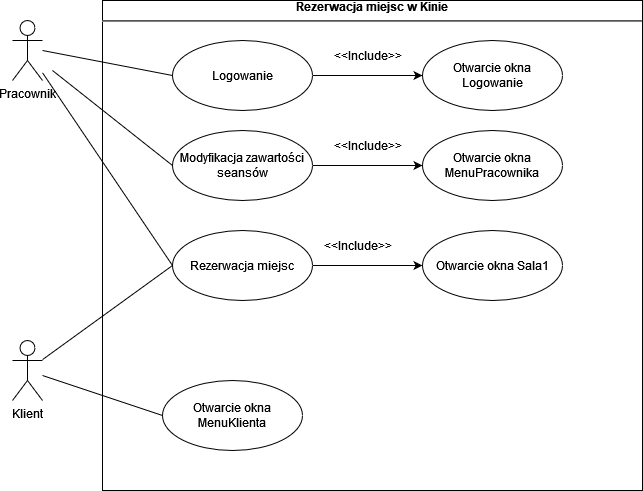 Rezerwacja miejsc w Kinie
Pracownik
Logowanie
<<Include>>
Otwarcie okna
Logowanie
Modyfikacja zawartości
seansów
<<Include>>
Otwarcie okna
MenuPracownika
Rezerwacja miejsc
<<Include>>
Otwarcie okna Sala1
Klient
Otwarcie okna
MenuKlienta